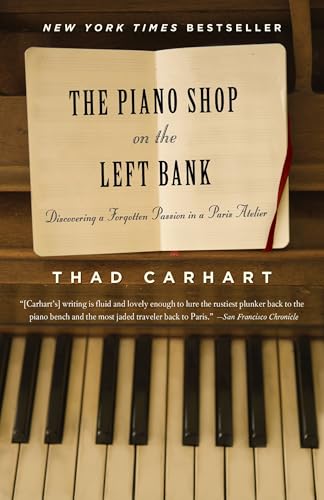 NEW YORK TIMES BESTSELLER
THE PIANO SHOP
on the
LEFT BANK
Discovering a Forgotten Passion in a Paris Atelier
THAD CARHART
“[Carhart's] writing is fluid and lovely enough to lure the rustiest plunker back to the
piano bench and the most jaded traveler back to Paris.” —San Francisco Chronicle